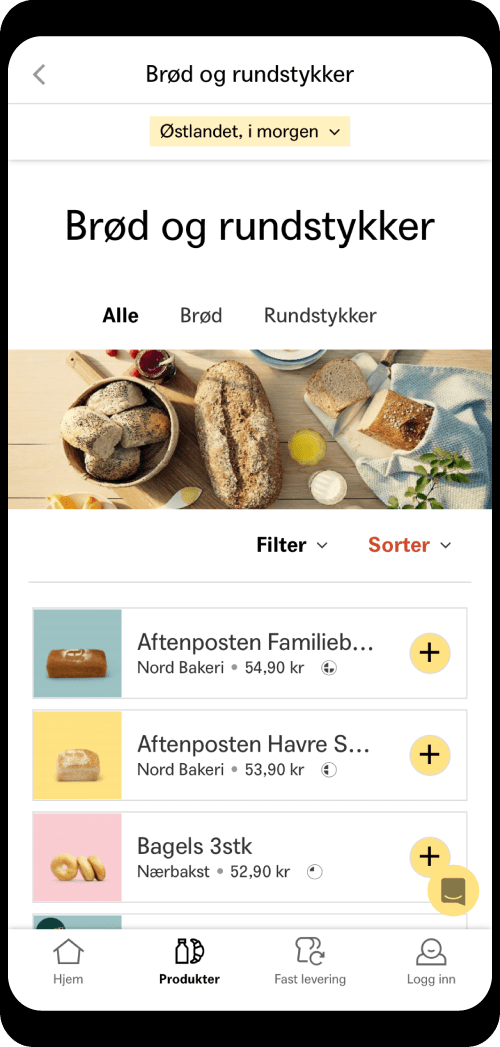 Brød og rundstykker
Østlandet, i morgen
Brød og rundstykker
Alle Brød Rundstykker
Filter Sorter
Aftenposten Familieb...
Nord Bakeri • 54,90 kr
Aftenposten Havre S...
Nord Bakeri • 53,90 kr
Bagels 3stk
Nærbakst • 52,90 kr
Hjem Produkter Fast levering Logg inn